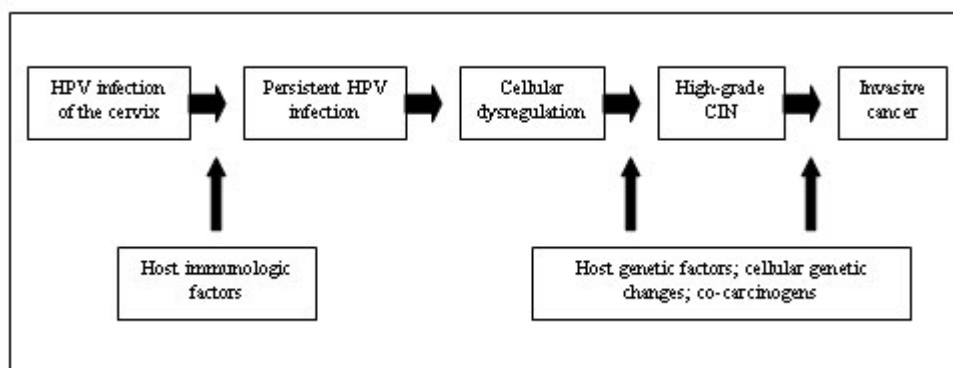 HPV infection
of the cervix
Persistent HPV
infection
Cellular
dysregulation
High-grade
CIN
Invasive
cancer
Host immunologic
factors
Host genetic factors; cellular genetic
changes; co-carcinogens